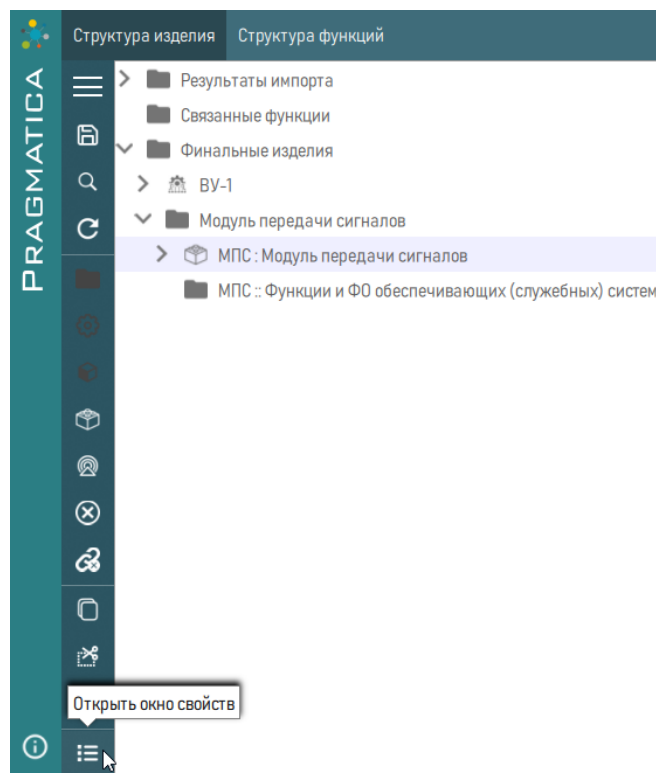 PRAGMATICA
Структура изделия
Структура функций
Результаты импорта
Связанные функции
Финальные изделия
ВУ-1
Модуль передачи сигналов
МПС : Модуль передачи сигналов
МПС :: Функции и ФО обеспечивающих (служебных) систем
Открыть окно свойств